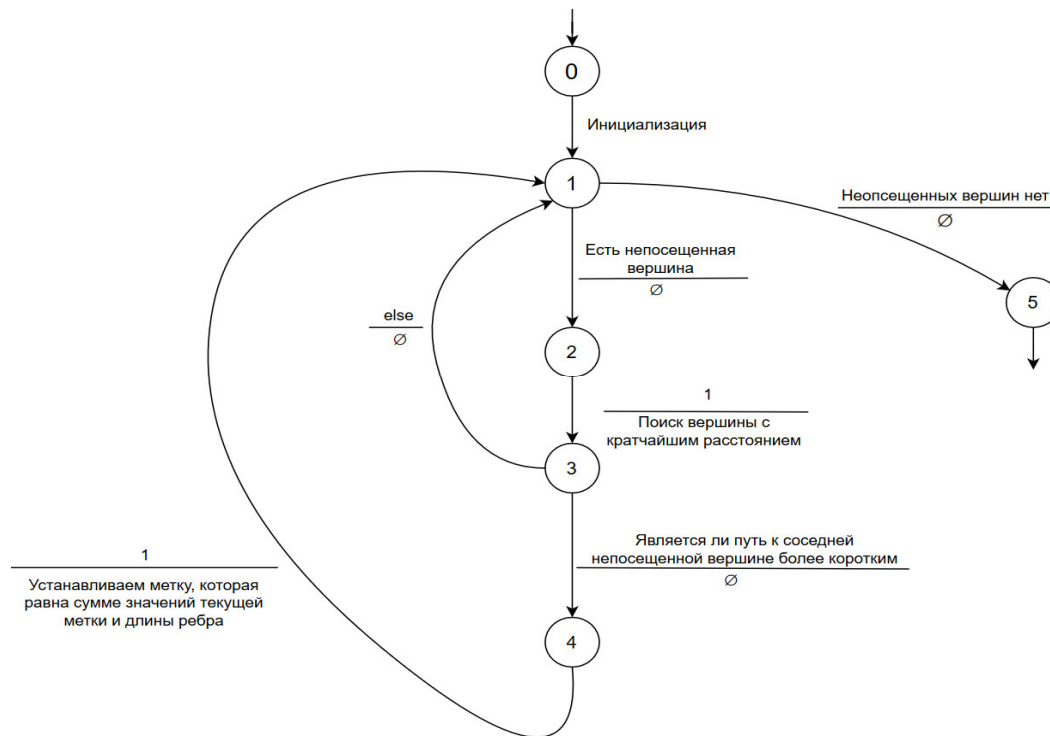 0
Инициализация
1
Неопсещенных вершин нет
∅
Есть непосещенная
вершина
∅
5
else
∅
2
1
Поиск вершины с
кратчайшим расстоянием
3
Является ли путь к соседней
непосещенной вершине более коротким
∅
1
Устанавливаем метку, которая
равна сумме значений текущей
метки и длины ребра
4